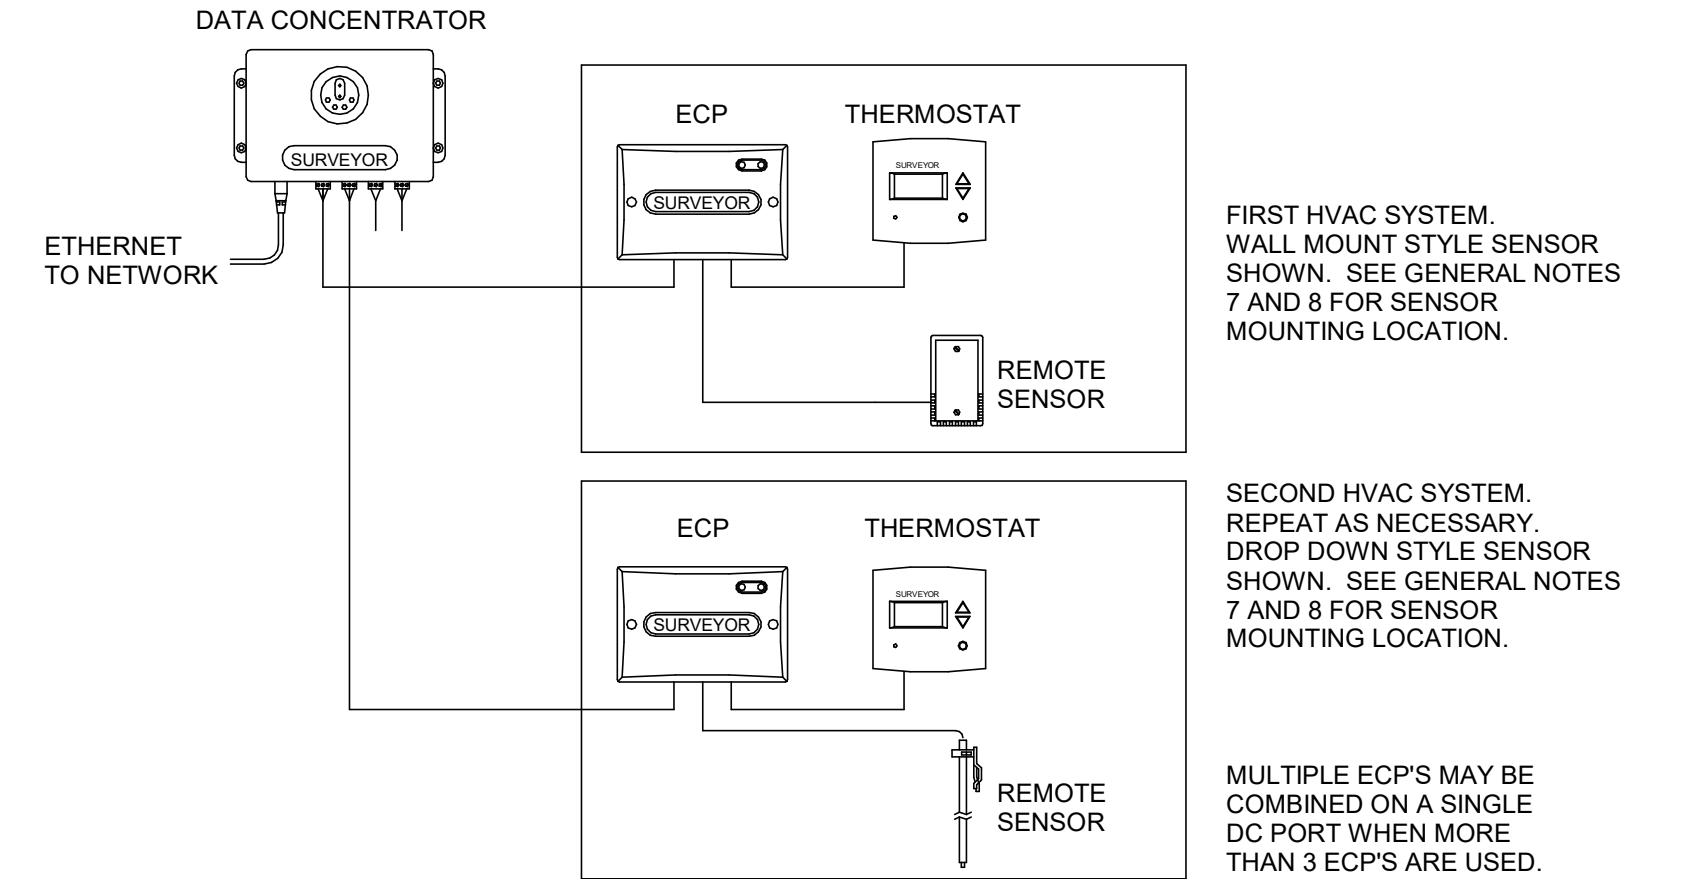 DATA CONCENTRATOR
SURVEYOR
ETHERNET
TO NETWORK
ECP
THERMOSTAT
SURVEYOR
SURVEYOR
REMOTE
SENSOR
FIRST HVAC SYSTEM.
WALL MOUNT STYLE SENSOR
SHOWN. SEE GENERAL NOTES
7 AND 8 FOR SENSOR
MOUNTING LOCATION.
ECP
THERMOSTAT
SURVEYOR
SURVEYOR
REMOTE
SENSOR
SECOND HVAC SYSTEM.
REPEAT AS NECESSARY.
DROP DOWN STYLE SENSOR
SHOWN. SEE GENERAL NOTES
7 AND 8 FOR SENSOR
MOUNTING LOCATION.
MULTIPLE ECP'S MAY BE
COMBINED ON A SINGLE
DC PORT WHEN MORE
THAN 3 ECP'S ARE USED.